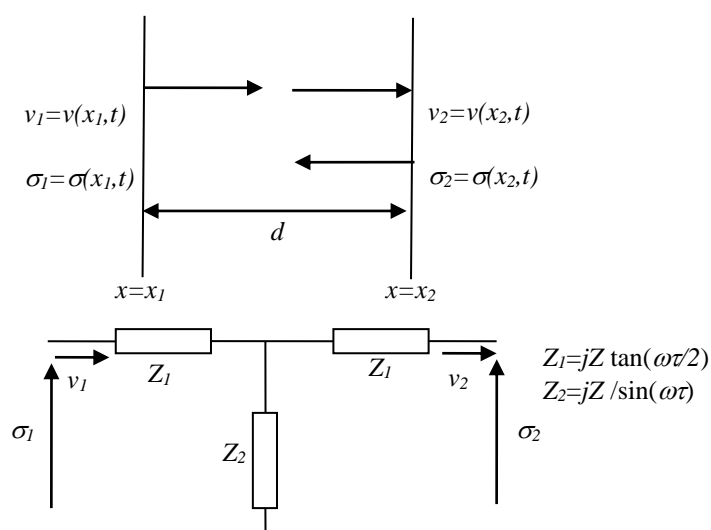 v₁=v(x₁,t)
v₂=v(x₂,t)
σ₁=σ(x₁,t)
σ₂=σ(x₂,t)
d
x=x₁
x=x₂
v₁
Z₁
Z₁
v₂
Z₁=jZ tan(ωτ/2)
Z₂=jZ /sin(ωτ)
σ₁
Z₂
σ₂